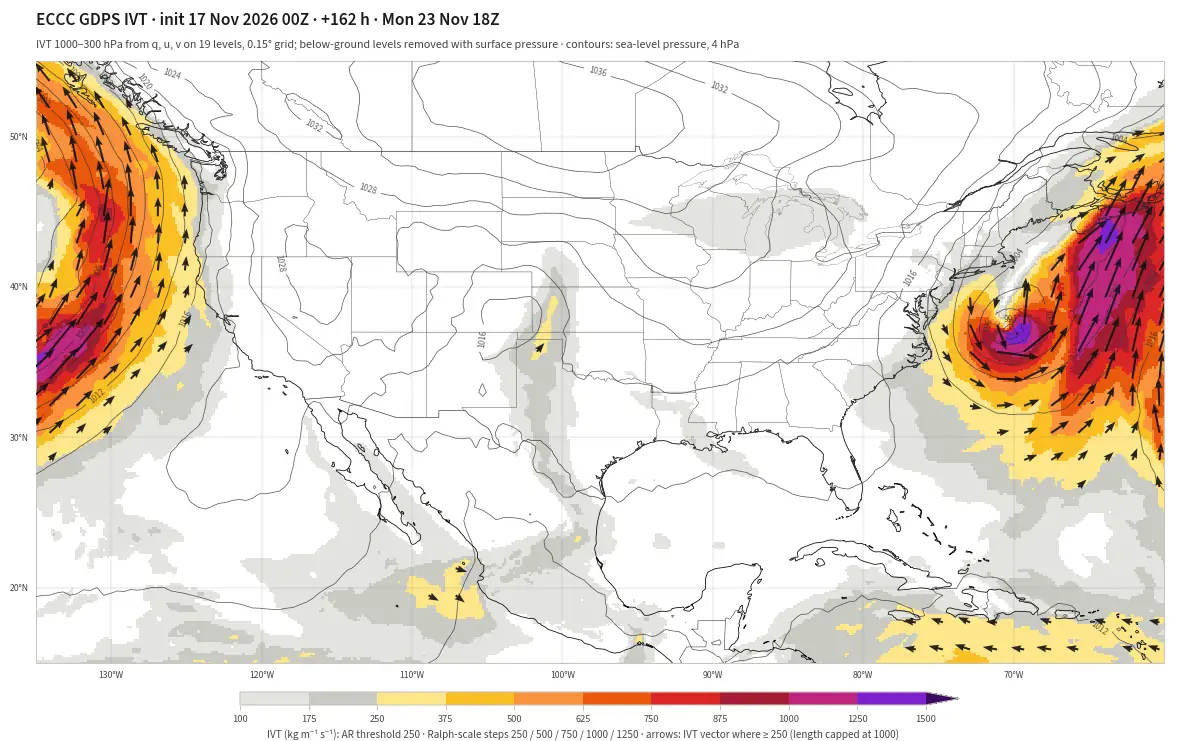 ECCC GDPS IVT · init 17 Nov 2026 00Z · +162 h · Mon 23 Nov 18Z
IVT 1000–300 hPa from q, u, v on 19 levels, 0.15° grid; below-ground levels removed with surface pressure · contours: sea-level pressure, 4 hPa
1024
1020
1036
1032
1032
1028
1028
1016
1016
1004
1004
1012
1016
1016
1012
50°N
40°N
30°N
20°N
130°W 120°W 110°W 100°W 90°W 80°W 70°W
100 175 250 375 500 625 750 875 1000 1250 1500
IVT (kg m⁻¹ s⁻¹): AR threshold 250 · Ralph-scale steps 250 / 500 / 750 / 1000 / 1250 · arrows: IVT vector where ≥ 250 (length capped at 1000)